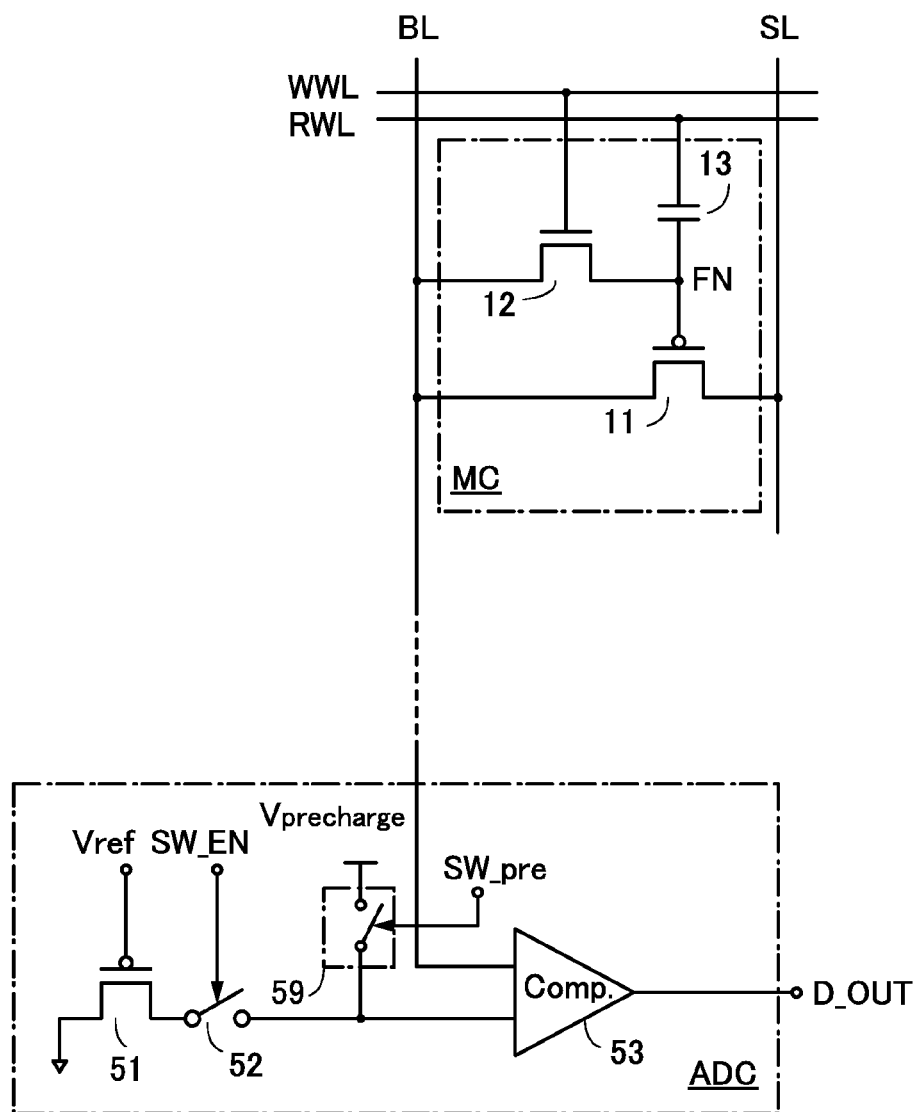 BL
SL
WWL
RWL
13
12
FN
11
MC
Vprecharge
Vref SW_EN
SW_pre
59
Comp.
D_OUT
51
52
53
ADC